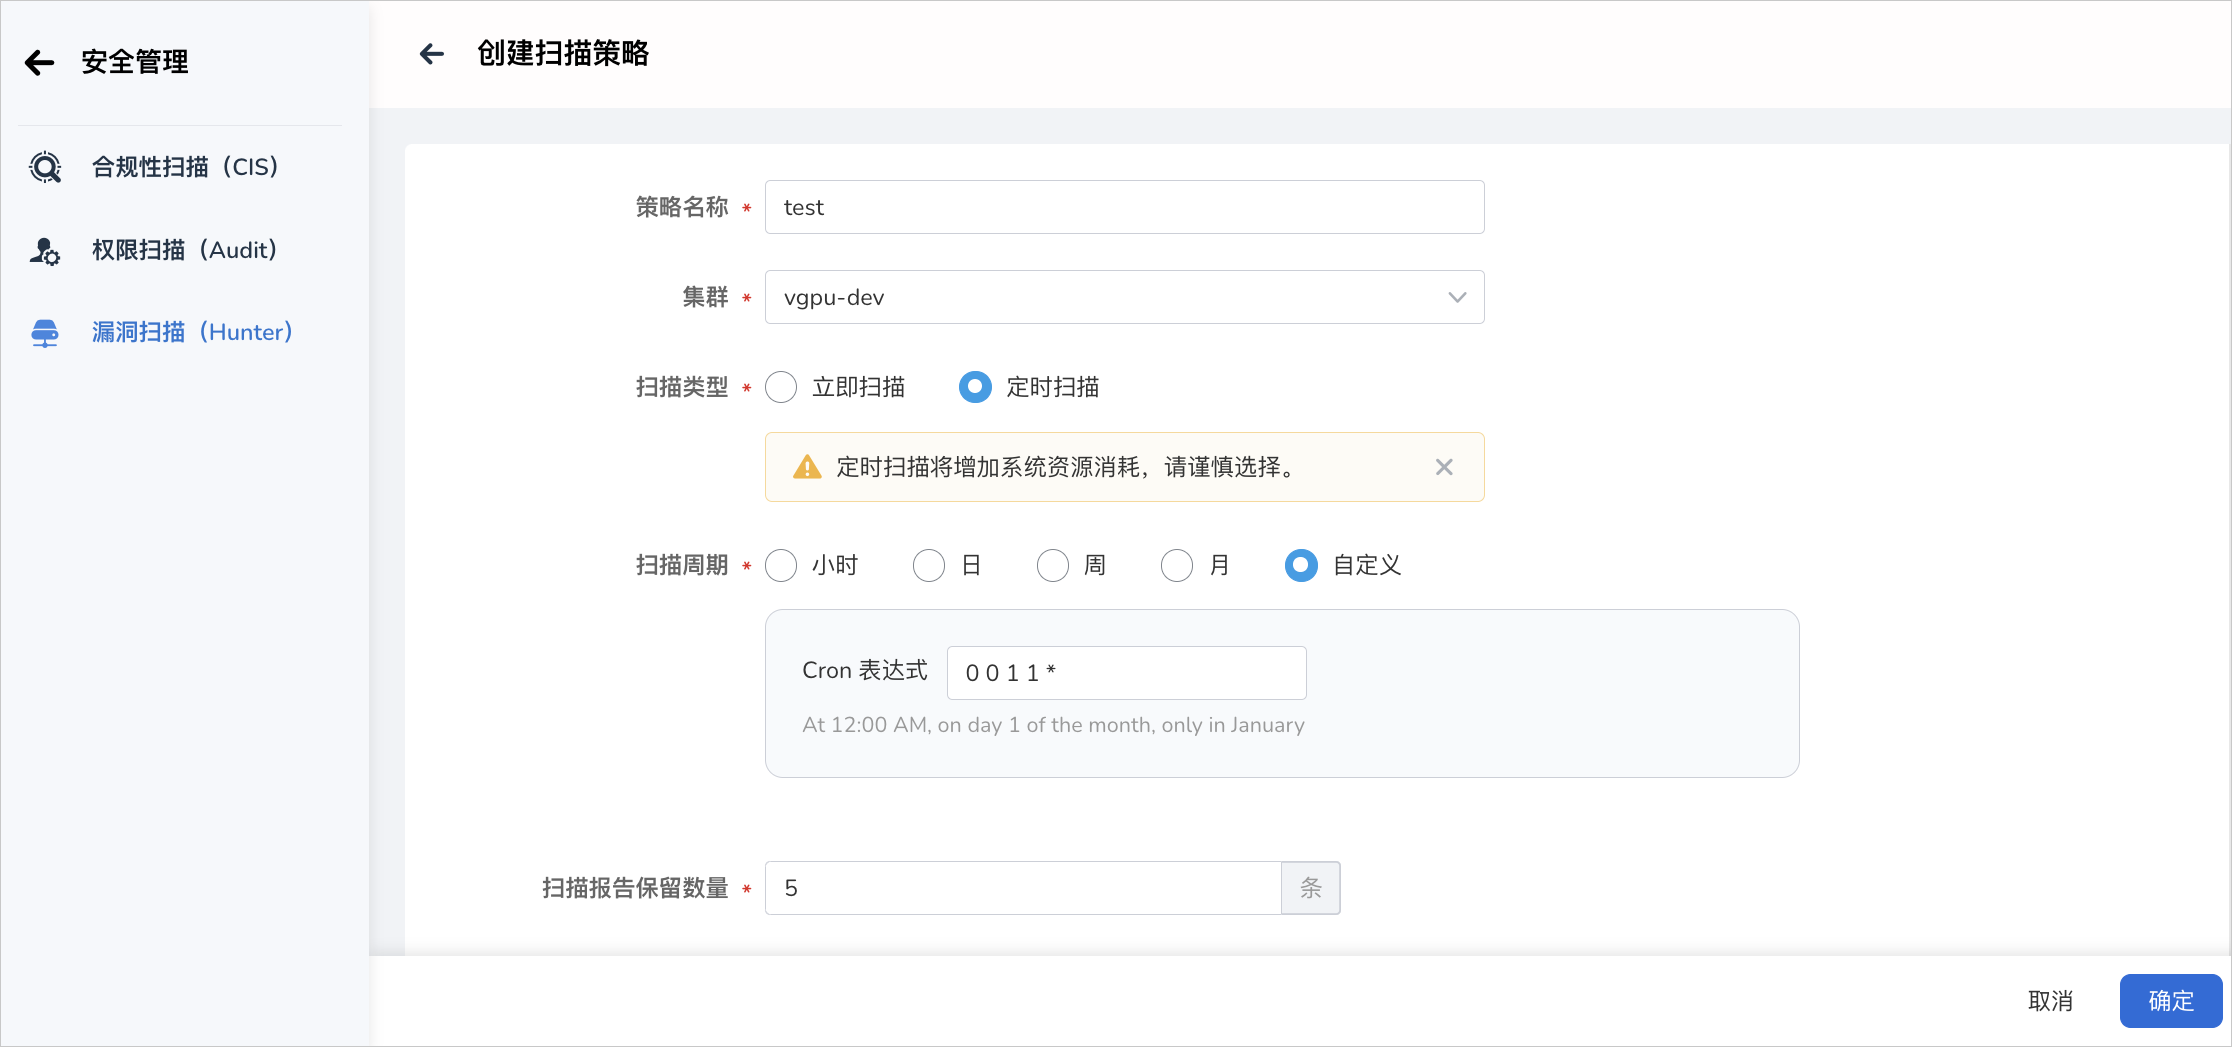 安全管理
合规性扫描（CIS）
权限扫描（Audit）
漏洞扫描（Hunter）
创建扫描策略
策略名称 * test
集群 * vgpu-dev
扫描类型 * 立即扫描 定时扫描
定时扫描将增加系统资源消耗，请谨慎选择。
扫描周期 * 小时 日 周 月 自定义
Cron 表达式 0 0 1 1 *
At 12:00 AM, on day 1 of the month, only in January
扫描报告保留数量 * 5 条
取消 确定